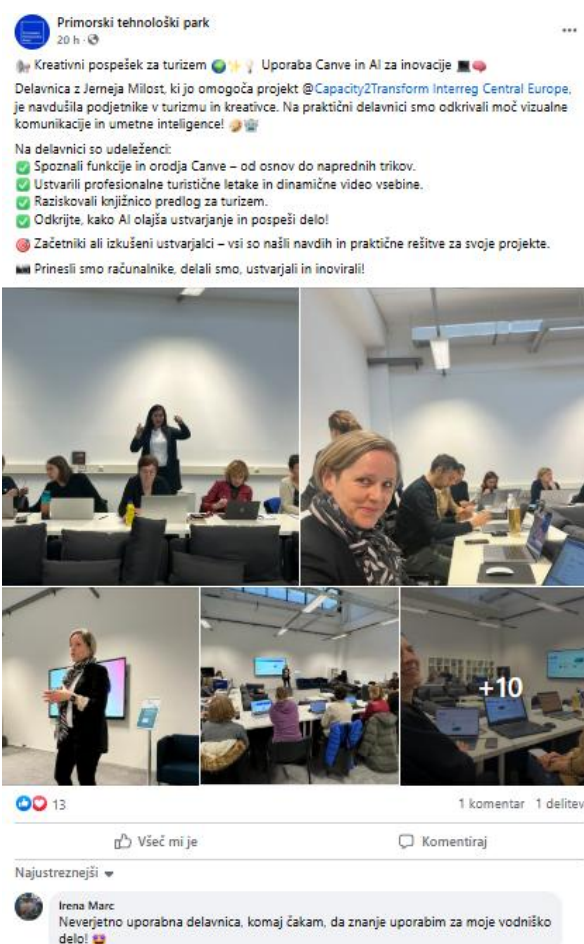 Primorski tehnološki park
20 h
Kreativni pospešek za turizem 🌍✨💡 Uporaba Canve in AI za inovacije 💻🧠
Delavnica z Jerneja Milost, ki jo omogoča projekt @Capacity2Transform Interreg Central Europe,
je navdušila podjetnike v turizmu in kreativce. Na praktični delavnici smo odkrivali moč vizualne
komunikacije in umetne inteligence!
Na delavnici so udeleženci:
✅ Spoznali funkcije in orodja Canve – od osnov do naprednih trikov.
✅ Ustvarili profesionalne turistične letake in dinamične video vsebine.
✅ Raziskovali knjižnico predlog za turizem.
✅ Odkrijte, kako AI olajša ustvarjanje in pospeši delo!
🎯 Začetniki ali izkušeni ustvarjalci – vsi so našli navdih in praktične rešitve za svoje projekte.
📸 Prinesli smo računalnike, delali smo, ustvarjali in inovirali!
+10
13
1 komentar 1 delitev
Všeč mi je
Komentiraj
Najustreznejši
Irena Marc
Neverjetno uporabna delavnica, komaj čakam, da znanje uporabim za moje vodniško
delo! 🤩